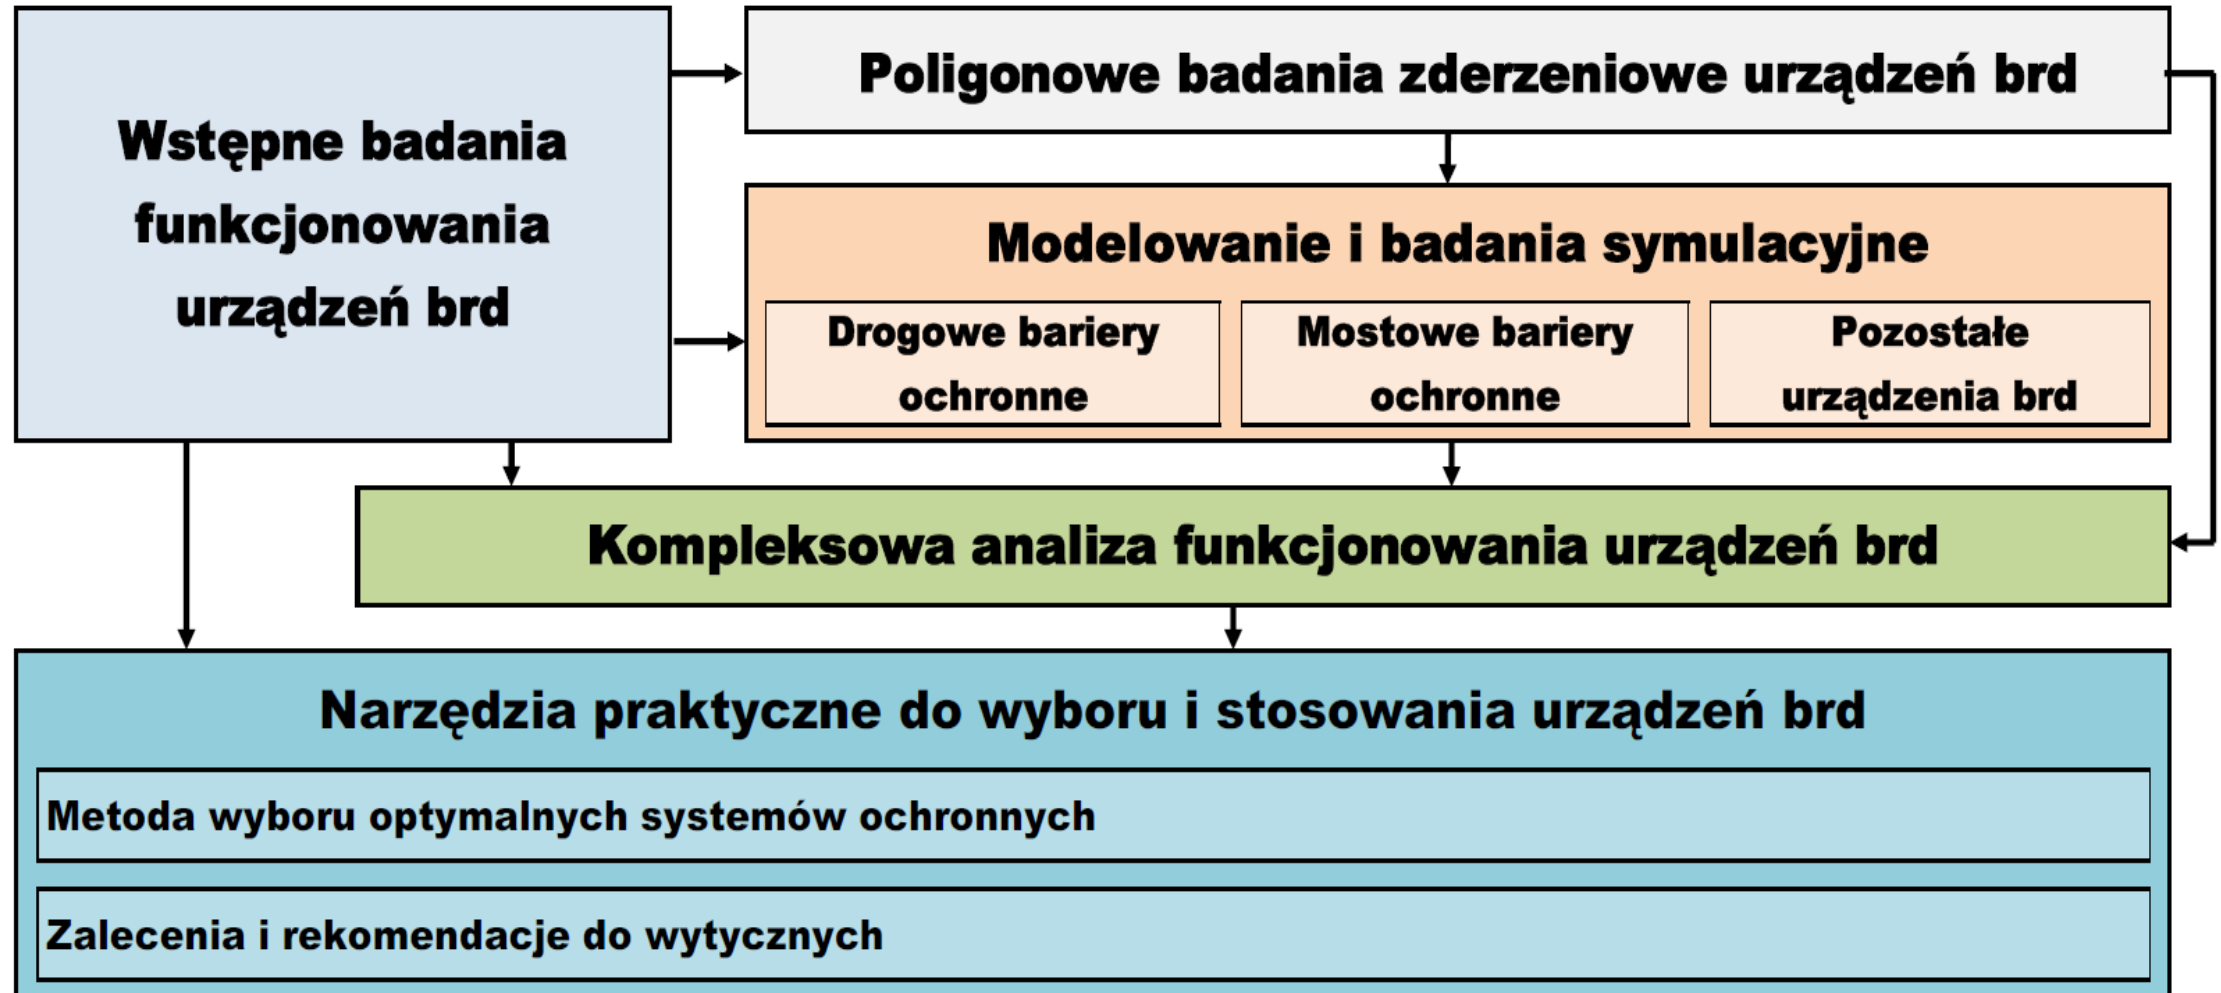 Wstępne badania
funkcjonowania
urządzeń brd
Poligonowe badania zderzeniowe urządzeń brd
Modelowanie i badania symulacyjne
Drogowe bariery
ochronne
Mostowe bariery
ochronne
Pozostałe
urządzenia brd
Kompleksowa analiza funkcjonowania urządzeń brd
Narzędzia praktyczne do wyboru i stosowania urządzeń brd
Metoda wyboru optymalnych systemów ochronnych
Zalecenia i rekomendacje do wytycznych